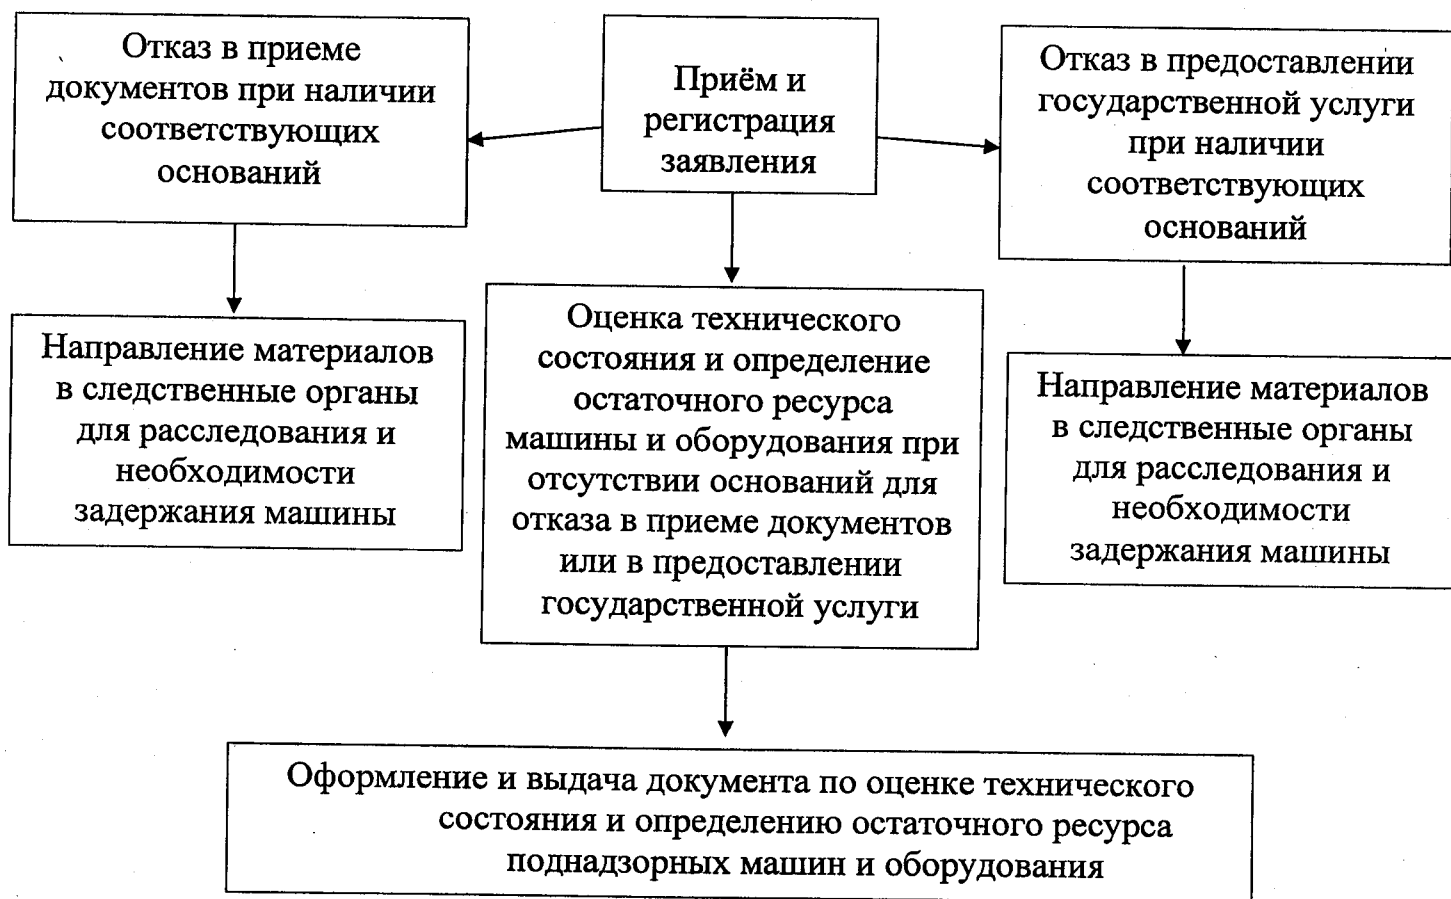 Отказ в приеме
документов при наличии
соответствующих
оснований
Приём и
регистрация
заявления
Отказ в предоставлении
государственной услуги
при наличии
соответствующих
оснований
Направление материалов
в следственные органы
для расследования и
необходимости
задержания машины
Оценка технического
состояния и определение
остаточного ресурса
машины и оборудования при
отсутствии оснований для
отказа в приеме документов
или в предоставлении
государственной услуги
Направление материалов
в следственные органы
для расследования и
необходимости
задержания машины
Оформление и выдача документа по оценке технического
состояния и определению остаточного ресурса
поднадзорных машин и оборудования